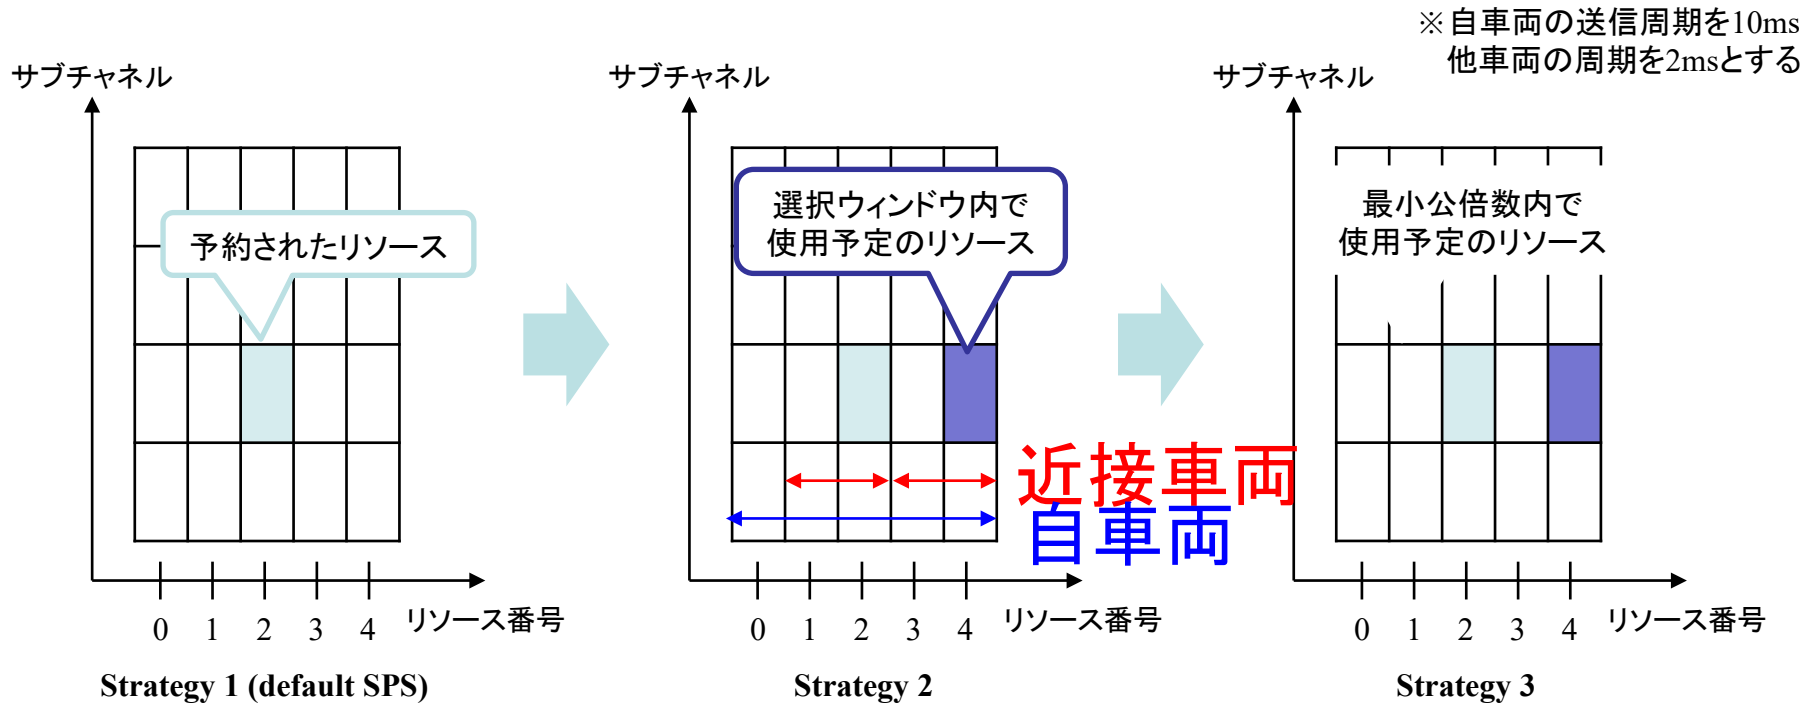 ※自車両の送信周期を10ms
他車両の周期を2msとする
サブチャネル
予約されたリソース
0 1 2 3 4
リソース番号
Strategy 1 (default SPS)
サブチャネル
選択ウィンドウ内で
使用予定のリソース
近接車両
自車両
0 1 2 3 4
リソース番号
Strategy 2
サブチャネル
最小公倍数内で
使用予定のリソース
0 1 2 3 4
リソース番号
Strategy 3